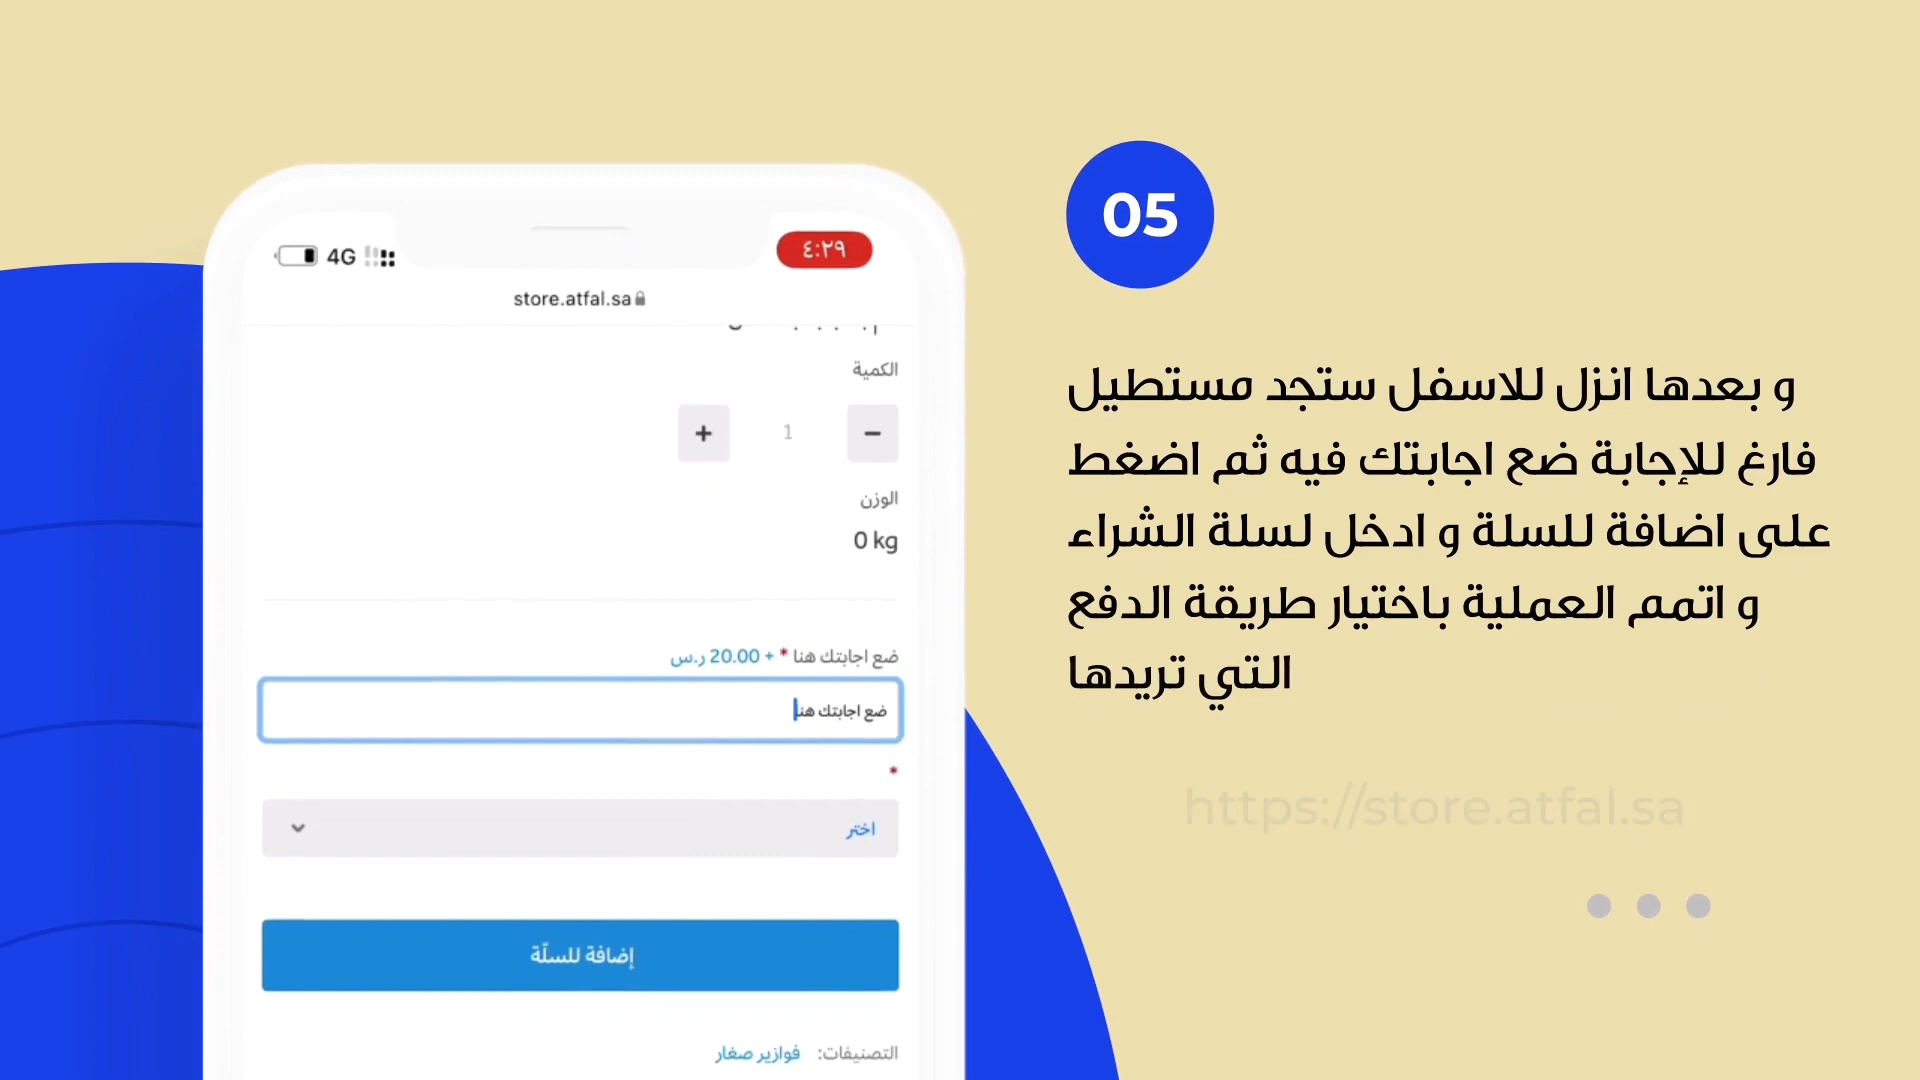 4G
٤:٢٩
store.atfal.sa
الكمية
+ 1 −
الوزن
0 kg
ضع اجابتك هنا * + 20.00 ر.س
ضع اجابتك هنا
*
اختر
إضافة للسلّة
التصنيفات: فوازير صغار
05
و بعدها انزل للاسفل ستجد مستطيل
فارغ للإجابة ضع اجابتك فيه ثم اضغط
على اضافة للسلة و ادخل لسلة الشراء
و اتمم العملية باختيار طريقة الدفع
التي تريدها
https://store.atfal.sa